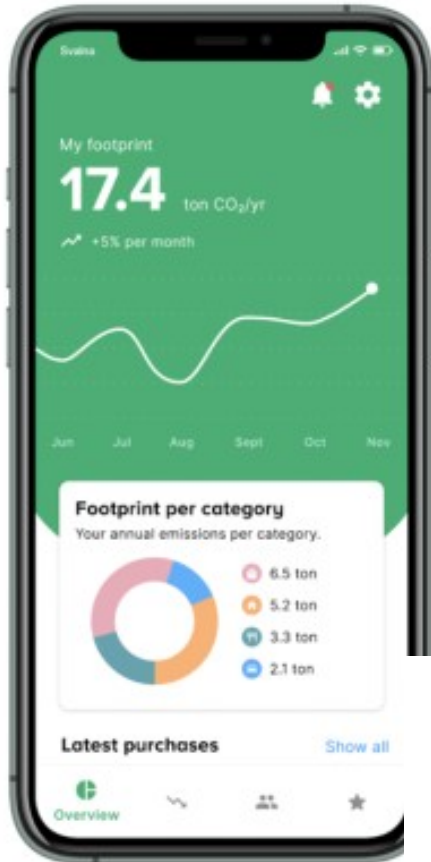 Svalna
My footprint
17.4 ton CO₂/yr
+5% per month
Jun Jul Aug Sept Oct Nov
Footprint per category
Your annual emissions per category.
6.5 ton
5.2 ton
3.3 ton
2.1 ton
Latest purchases Show all
Overview